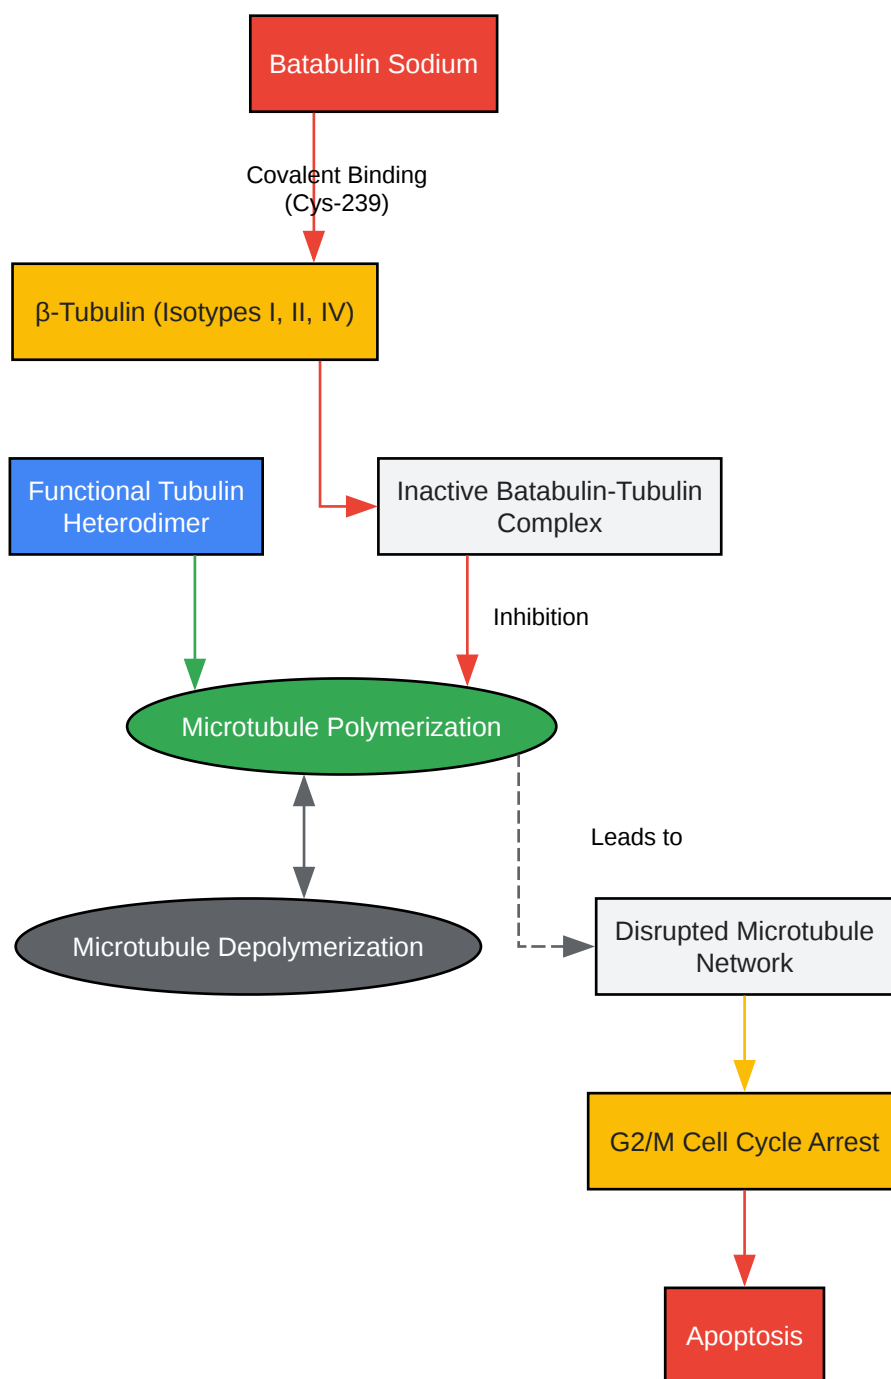 Batabulin Sodium
Covalent Binding
(Cys-239)
β-Tubulin (Isotypes I, II, IV)
Functional Tubulin
Heterodimer
Inactive Batabulin-Tubulin
Complex
Inhibition
Microtubule Polymerization
Leads to
Microtubule Depolymerization
Disrupted Microtubule
Network
G2/M Cell Cycle Arrest
Apoptosis